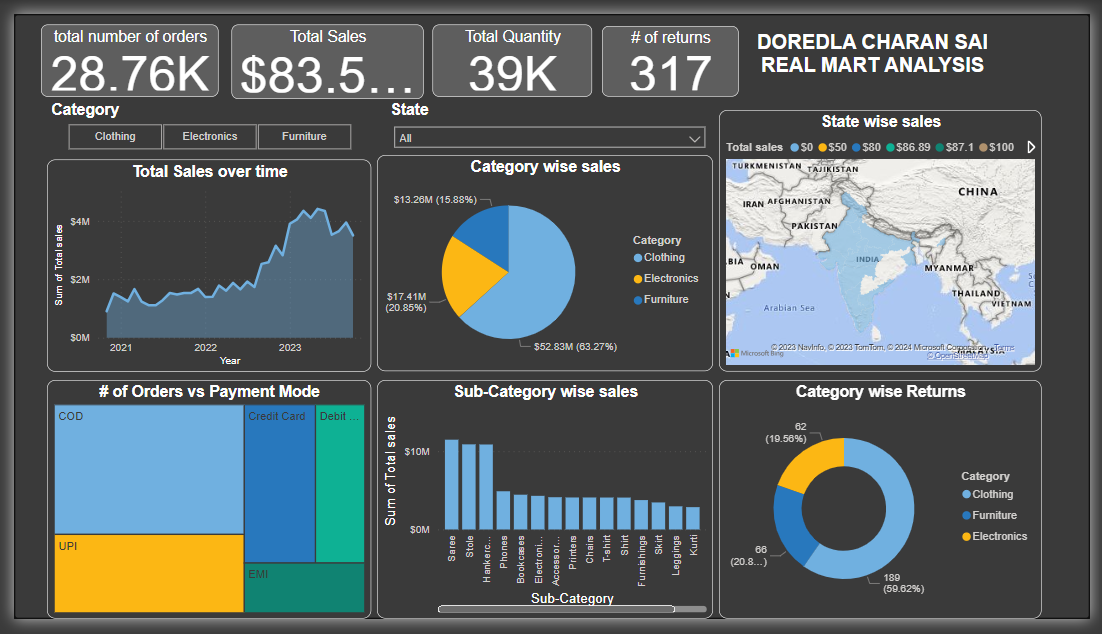 total number of orders
28.76K
Total Sales
$83.5...
Total Quantity
39K
# of returns
317
DOREDLA CHARAN SAI
REAL MART ANALYSIS
Category
Clothing
Electronics
Furniture
State
All
Total Sales over time
Sum of Total sales
$4M
$2M
$0M
2021
2022
2023
Year
Category wise sales
$13.26M (15.88%)
$17.41M
(20.85%)
$52.83M (63.27%)
Category
Clothing
Electronics
Furniture
State wise sales
Total sales
$0
$50
$80
$86.89
$87.1
$100
TURKMENISTAN
TAJIKISTAN
CHINA
IRAN
AFGHANISTAN
PAKISTAN
BIA
OMAN
INDIA
MYANMAR
THAILAND
VIETNAM
Arabian Sea
MALAYSIA
Microsoft Bing
© 2023 NavInfo, © 2023 TomTom, © 2024 Microsoft Corporation, Terms
© OpenStreetMap
# of Orders vs Payment Mode
COD
Credit Card
Debit ...
UPI
EMI
Sub-Category wise sales
Sum of Total sales
$10M
$0M
Saree
Stole
Hankerc...
Phones
Bookcases
Electroni...
Accessor...
Printers
Chairs
T-shirt
Shirt
Furnishings
Skirt
Leggings
Kurti
Sub-Category
Category wise Returns
62
(19.56%)
66
(20.8...)
189
(59.62%)
Category
Clothing
Furniture
Electronics